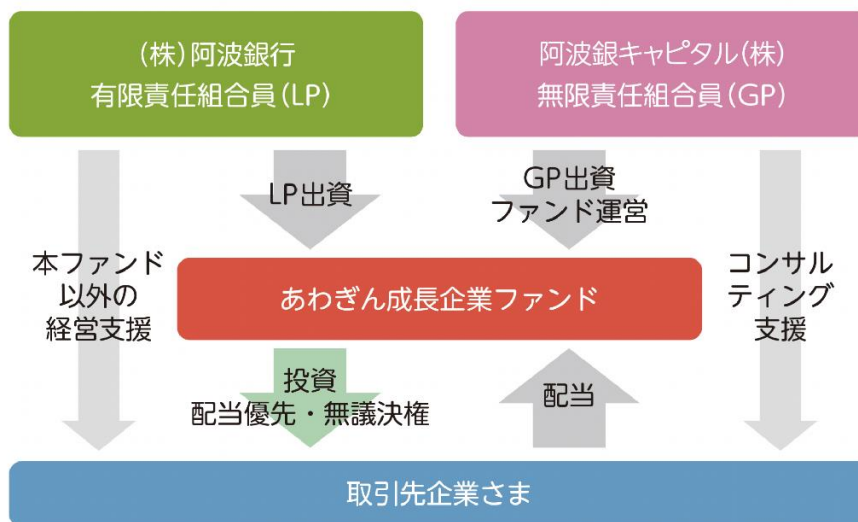 (株)阿波銀行
有限責任組合員(LP)
阿波銀キャピタル(株)
無限責任組合員(GP)
LP出資
GP出資
ファンド運営
本ファンド
以外の
経営支援
あわぎん成長企業ファンド
コンサル
ティング
支援
投資
配当優先・無議決権
配当
取引先企業さま